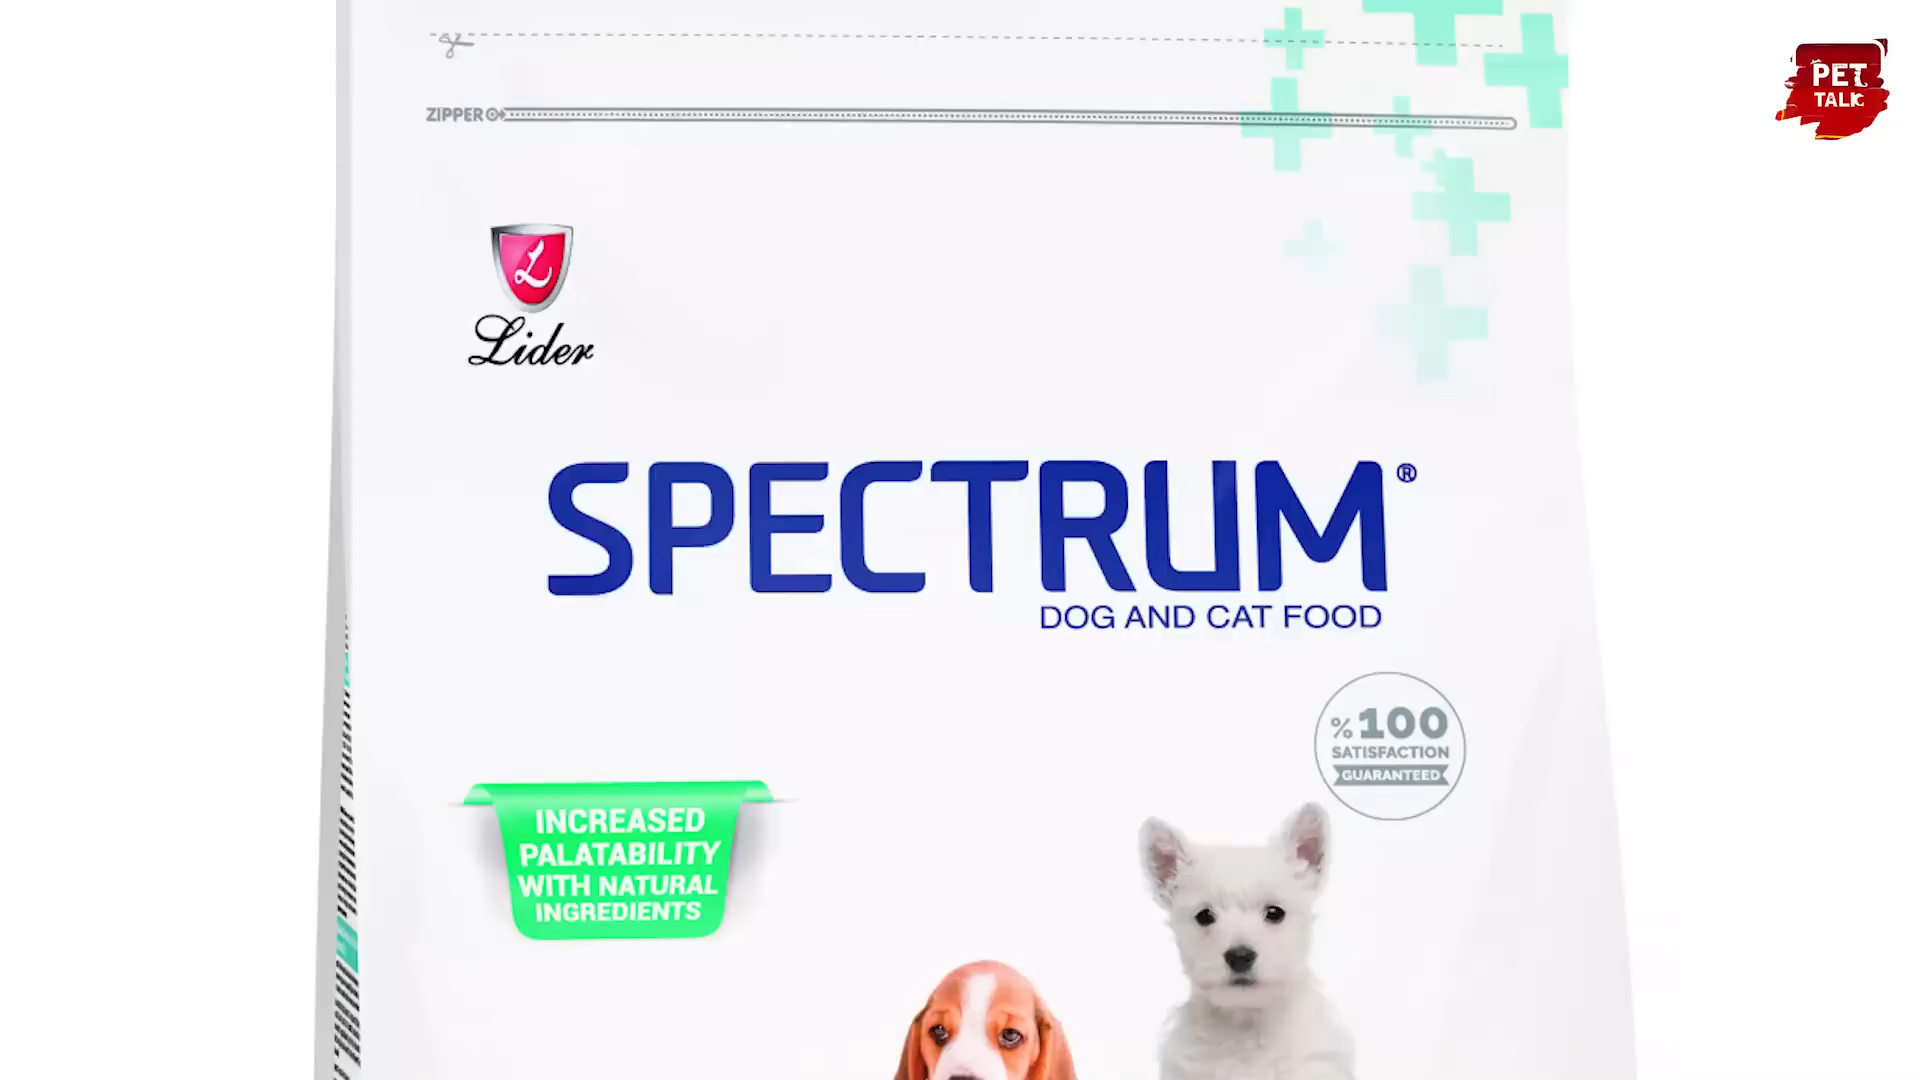 PET
TALK
ZIPPER
L
Lider
SPECTRUM®
DOG AND CAT FOOD
%100
SATISFACTION
GUARANTEED
INCREASED
PALATABILITY
WITH NATURAL
INGREDIENTS